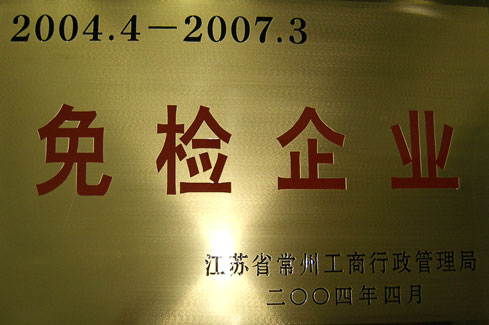 2004.4－2007.3
免检企业
江苏省常州工商行政管理局
二〇〇四年四月